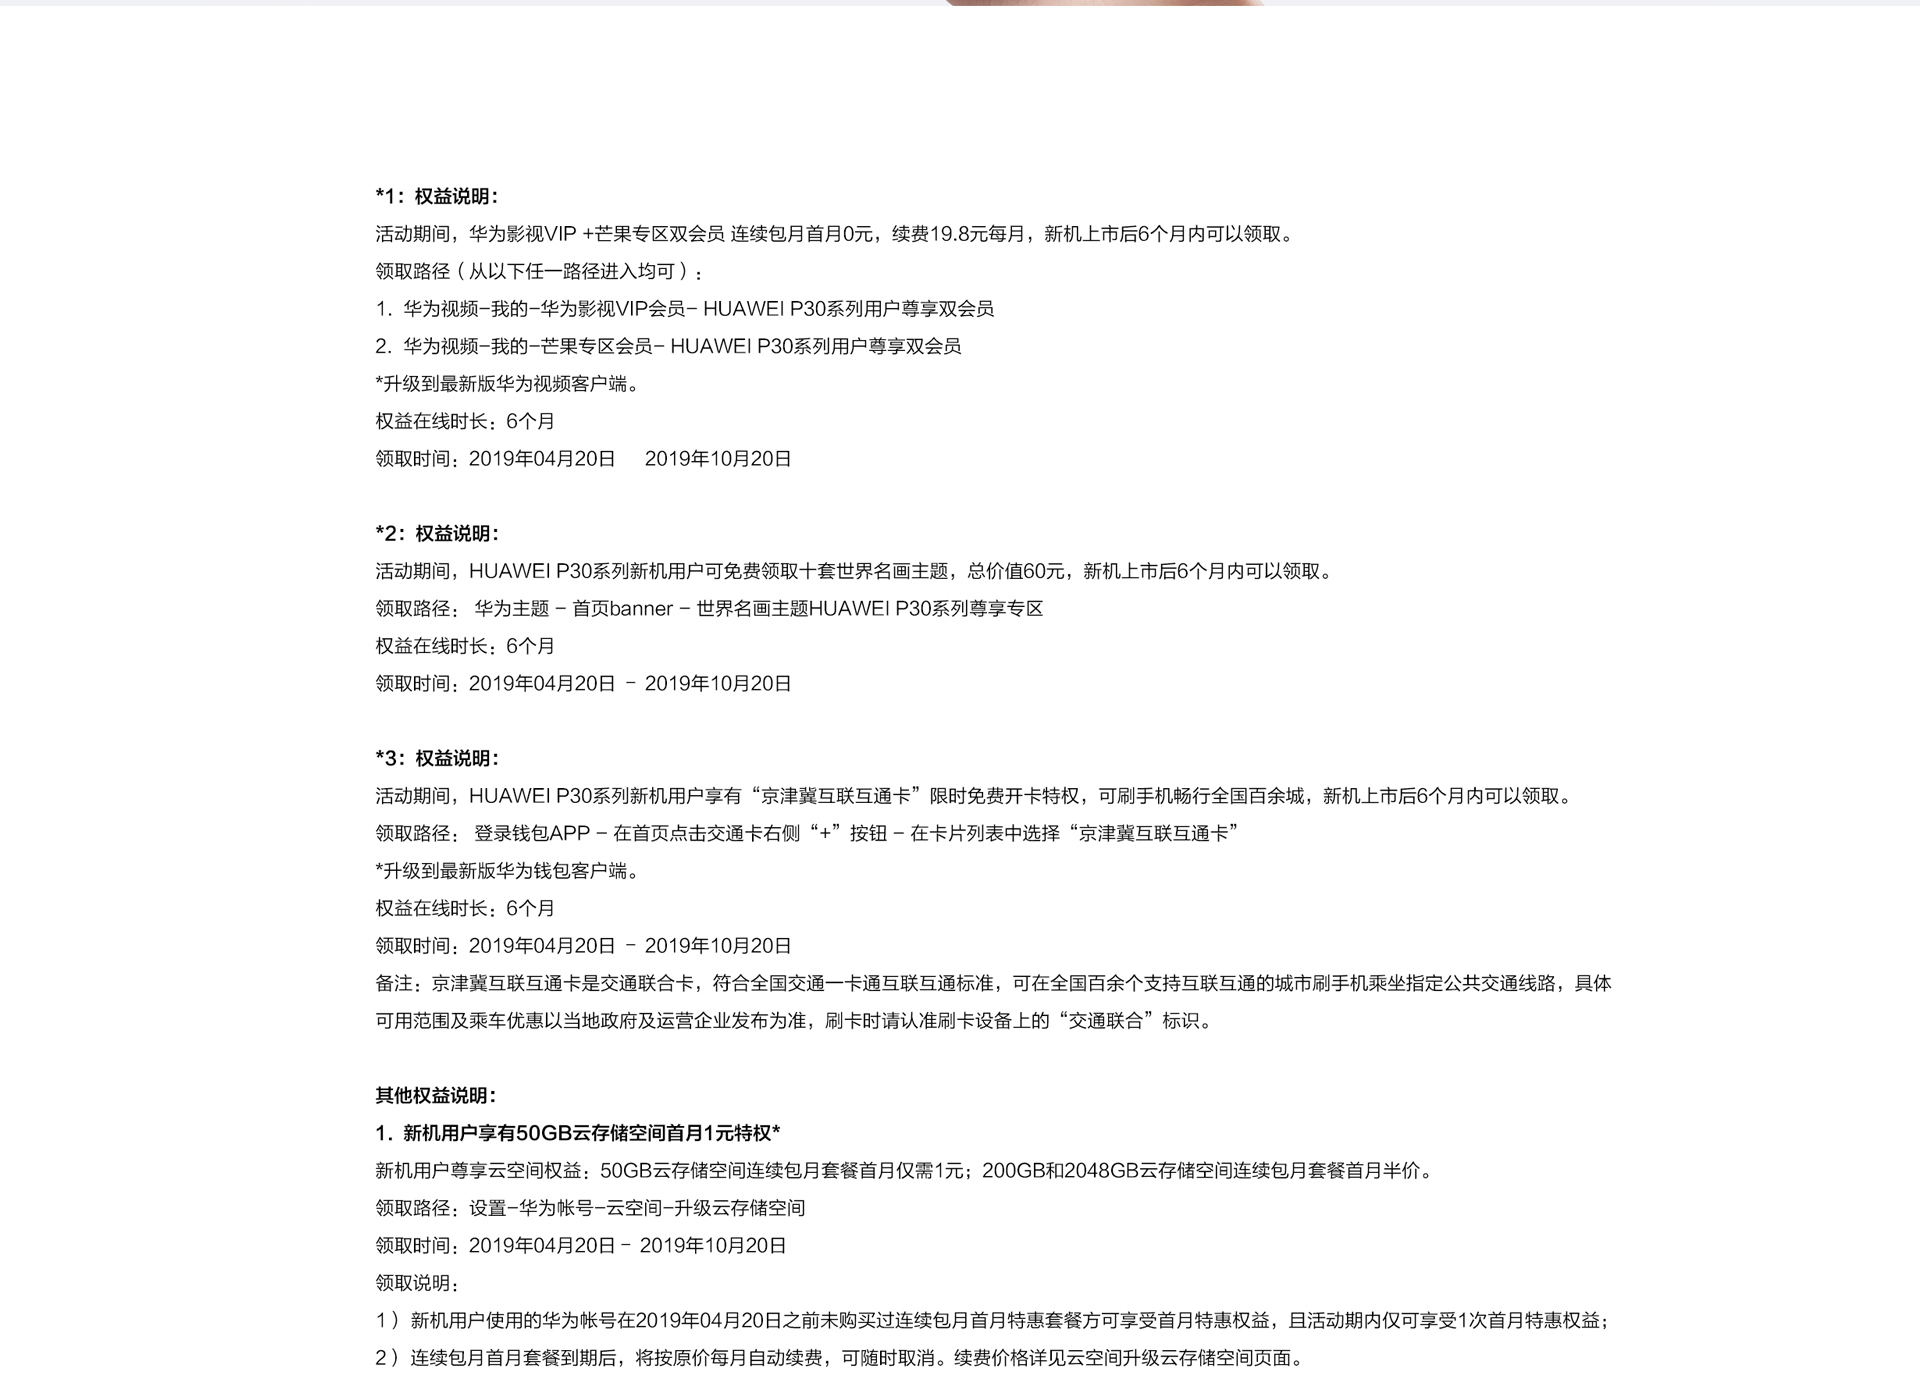 *1：权益说明：
活动期间，华为影视VIP +芒果专区双会员 连续包月首月0元，续费19.8元每月，新机上市后6个月内可以领取。
领取路径（从以下任一路径进入均可）：
1. 华为视频–我的–华为影视VIP会员– HUAWEI P30系列用户尊享双会员
2. 华为视频–我的–芒果专区会员– HUAWEI P30系列用户尊享双会员
*升级到最新版华为视频客户端。
权益在线时长：6个月
领取时间：2019年04月20日 2019年10月20日
*2：权益说明：
活动期间，HUAWEI P30系列新机用户可免费领取十套世界名画主题，总价值60元，新机上市后6个月内可以领取。
领取路径： 华为主题 – 首页banner – 世界名画主题HUAWEI P30系列尊享专区
权益在线时长：6个月
领取时间：2019年04月20日 – 2019年10月20日
*3：权益说明：
活动期间，HUAWEI P30系列新机用户享有“京津冀互联互通卡”限时免费开卡特权，可刷手机畅行全国百余城，新机上市后6个月内可以领取。
领取路径： 登录钱包APP – 在首页点击交通卡右侧“+”按钮 – 在卡片列表中选择“京津冀互联互通卡”
*升级到最新版华为钱包客户端。
权益在线时长：6个月
领取时间：2019年04月20日 – 2019年10月20日
备注：京津冀互联互通卡是交通联合卡，符合全国交通一卡通互联互通标准，可在全国百余个支持互联互通的城市刷手机乘坐指定公共交通线路，具体
可用范围及乘车优惠以当地政府及运营企业发布为准，刷卡时请认准刷卡设备上的“交通联合”标识。
其他权益说明：
1. 新机用户享有50GB云存储空间首月1元特权*
新机用户尊享云空间权益：50GB云存储空间连续包月套餐首月仅需1元；200GB和2048GB云存储空间连续包月套餐首月半价。
领取路径：设置–华为帐号–云空间–升级云存储空间
领取时间：2019年04月20日 – 2019年10月20日
领取说明：
1）新机用户使用的华为帐号在2019年04月20日之前未购买过连续包月首月特惠套餐方可享受首月特惠权益，且活动期内仅可享受1次首月特惠权益；
2）连续包月首月套餐到期后，将按原价每月自动续费，可随时取消。续费价格详见云空间升级云存储空间页面。